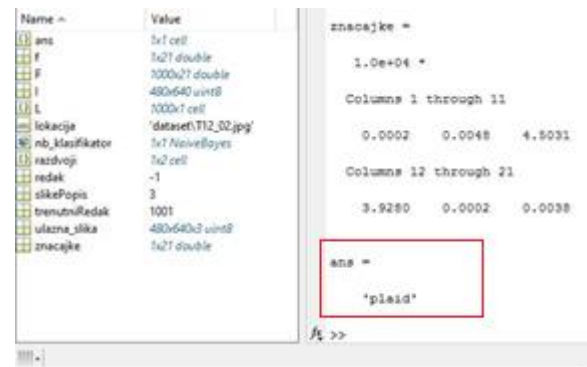 Name Value
ans 1x1 cell
f 1x21 double
F 1000x21 double
I 480x640 uint8
L 1000x1 cell
lokacija 'dataset\T12_02.jpg'
nb_klasifikator 1x1 NaiveBayes
razdvoji 1x2 cell
redak -1
slikePopis 3
trenutniRedak 1001
ulazna_slika 480x640x3 uint8
znacajke 1x21 double
znacajke =
1.0e+04 *
Columns 1 through 11
0.0002 0.0048 4.5031
Columns 12 through 21
3.9280 0.0002 0.0038
ans =
'plaid'
fx >>